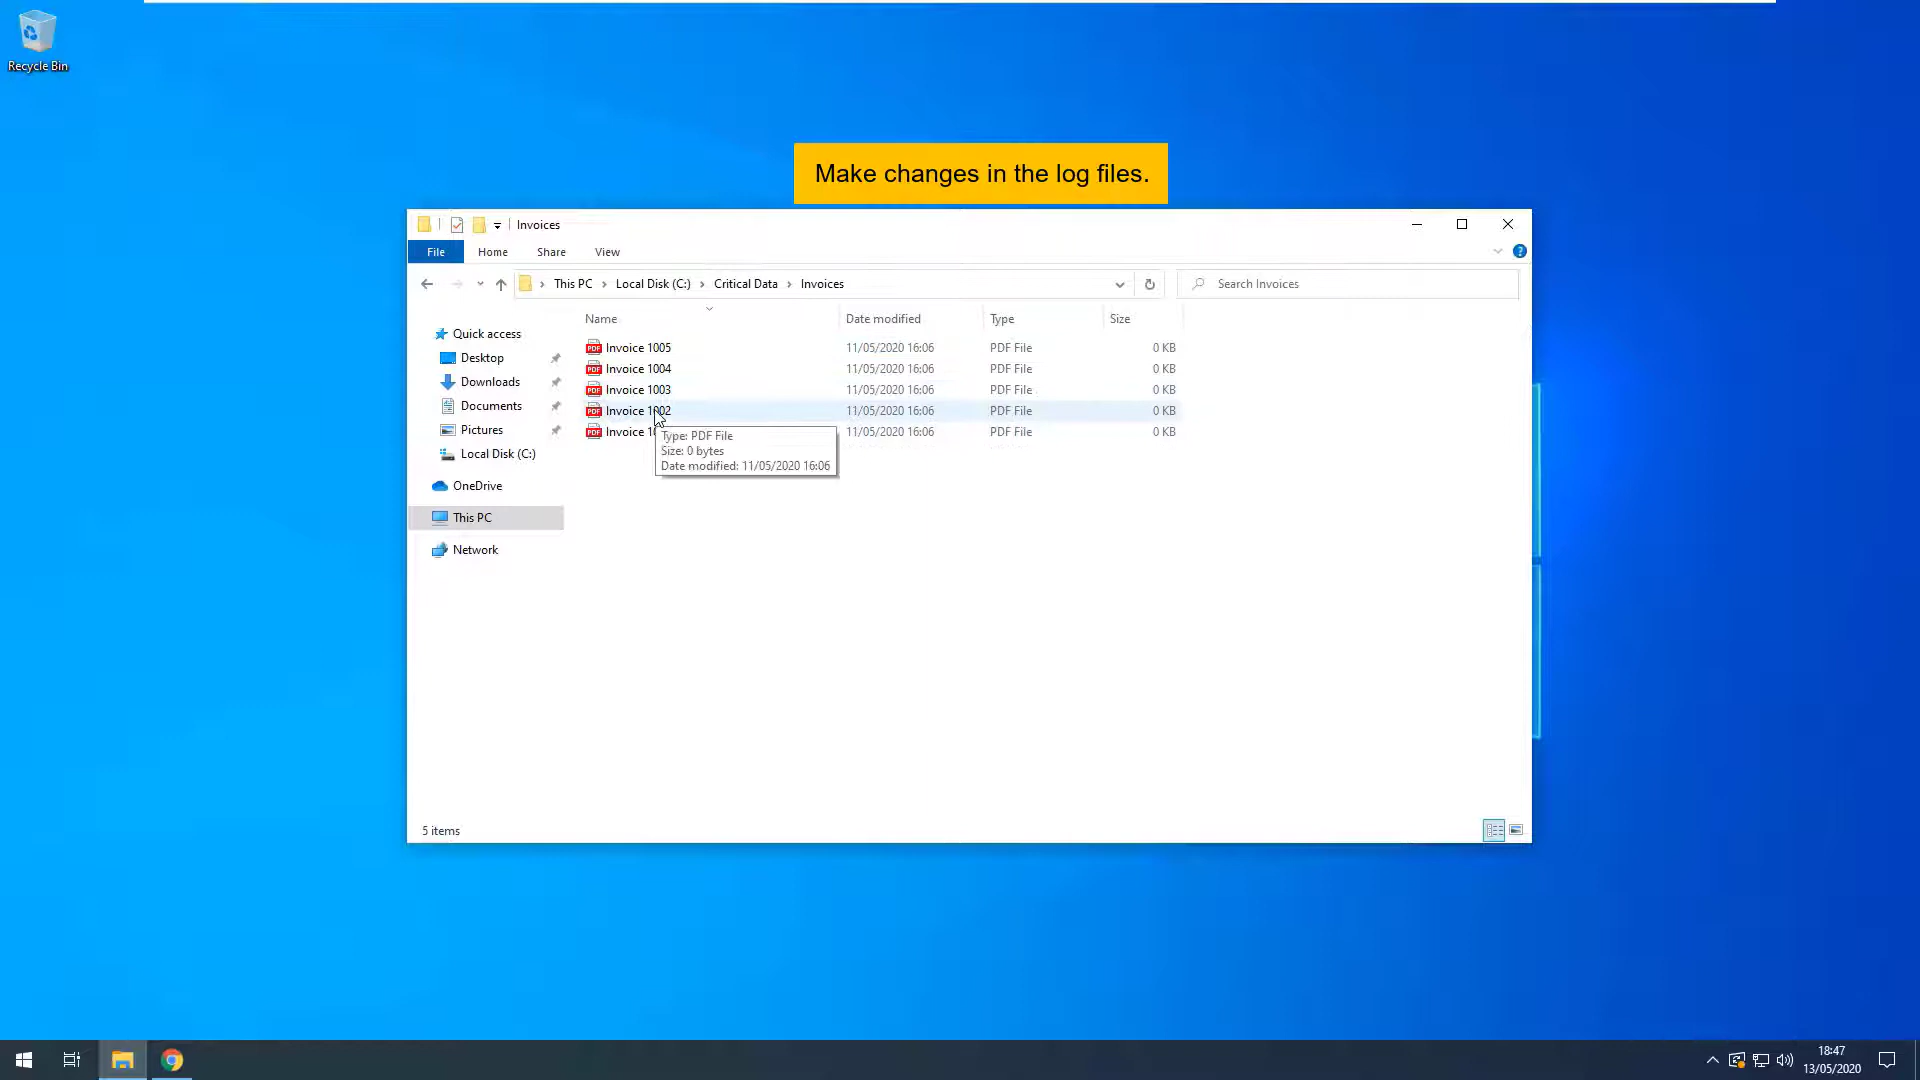 Recycle Bin
Make changes in the log files.
Invoices
File Home Share View
This PC Local Disk (C:) Critical Data Invoices
Search Invoices
Name Date modified Type Size
Quick access
Desktop
Downloads
Documents
Pictures
Local Disk (C:)
OneDrive
This PC
Network
Invoice 1005 11/05/2020 16:06 PDF File 0 KB
Invoice 1004 11/05/2020 16:06 PDF File 0 KB
Invoice 1003 11/05/2020 16:06 PDF File 0 KB
Invoice 1002 11/05/2020 16:06 PDF File 0 KB
Invoice 11/05/2020 16:06 PDF File 0 KB
Type: PDF File
Size: 0 bytes
Date modified: 11/05/2020 16:06
5 items
18:47
13/05/2020